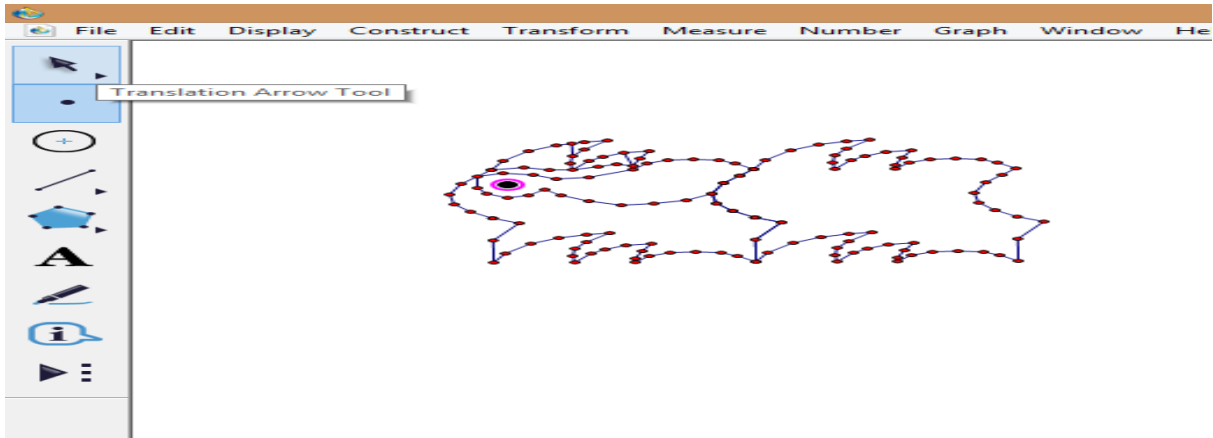 File Edit Display Construct Transform Measure Number Graph Window He
Translation Arrow Tool
A
i